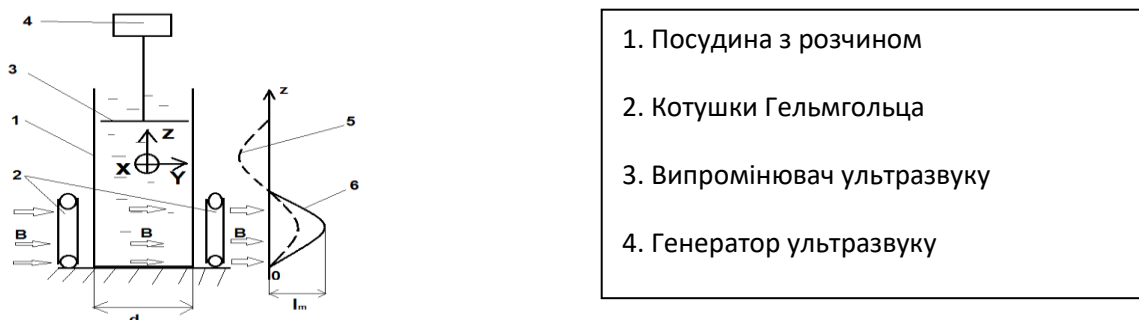 4
3
1
2
5
6
z
Z
X
Y
B
B
B
B
0
Iₘ
d
1. Посудина з розчином
2. Котушки Гельмгольца
3. Випромінювач ультразвуку
4. Генератор ультразвуку